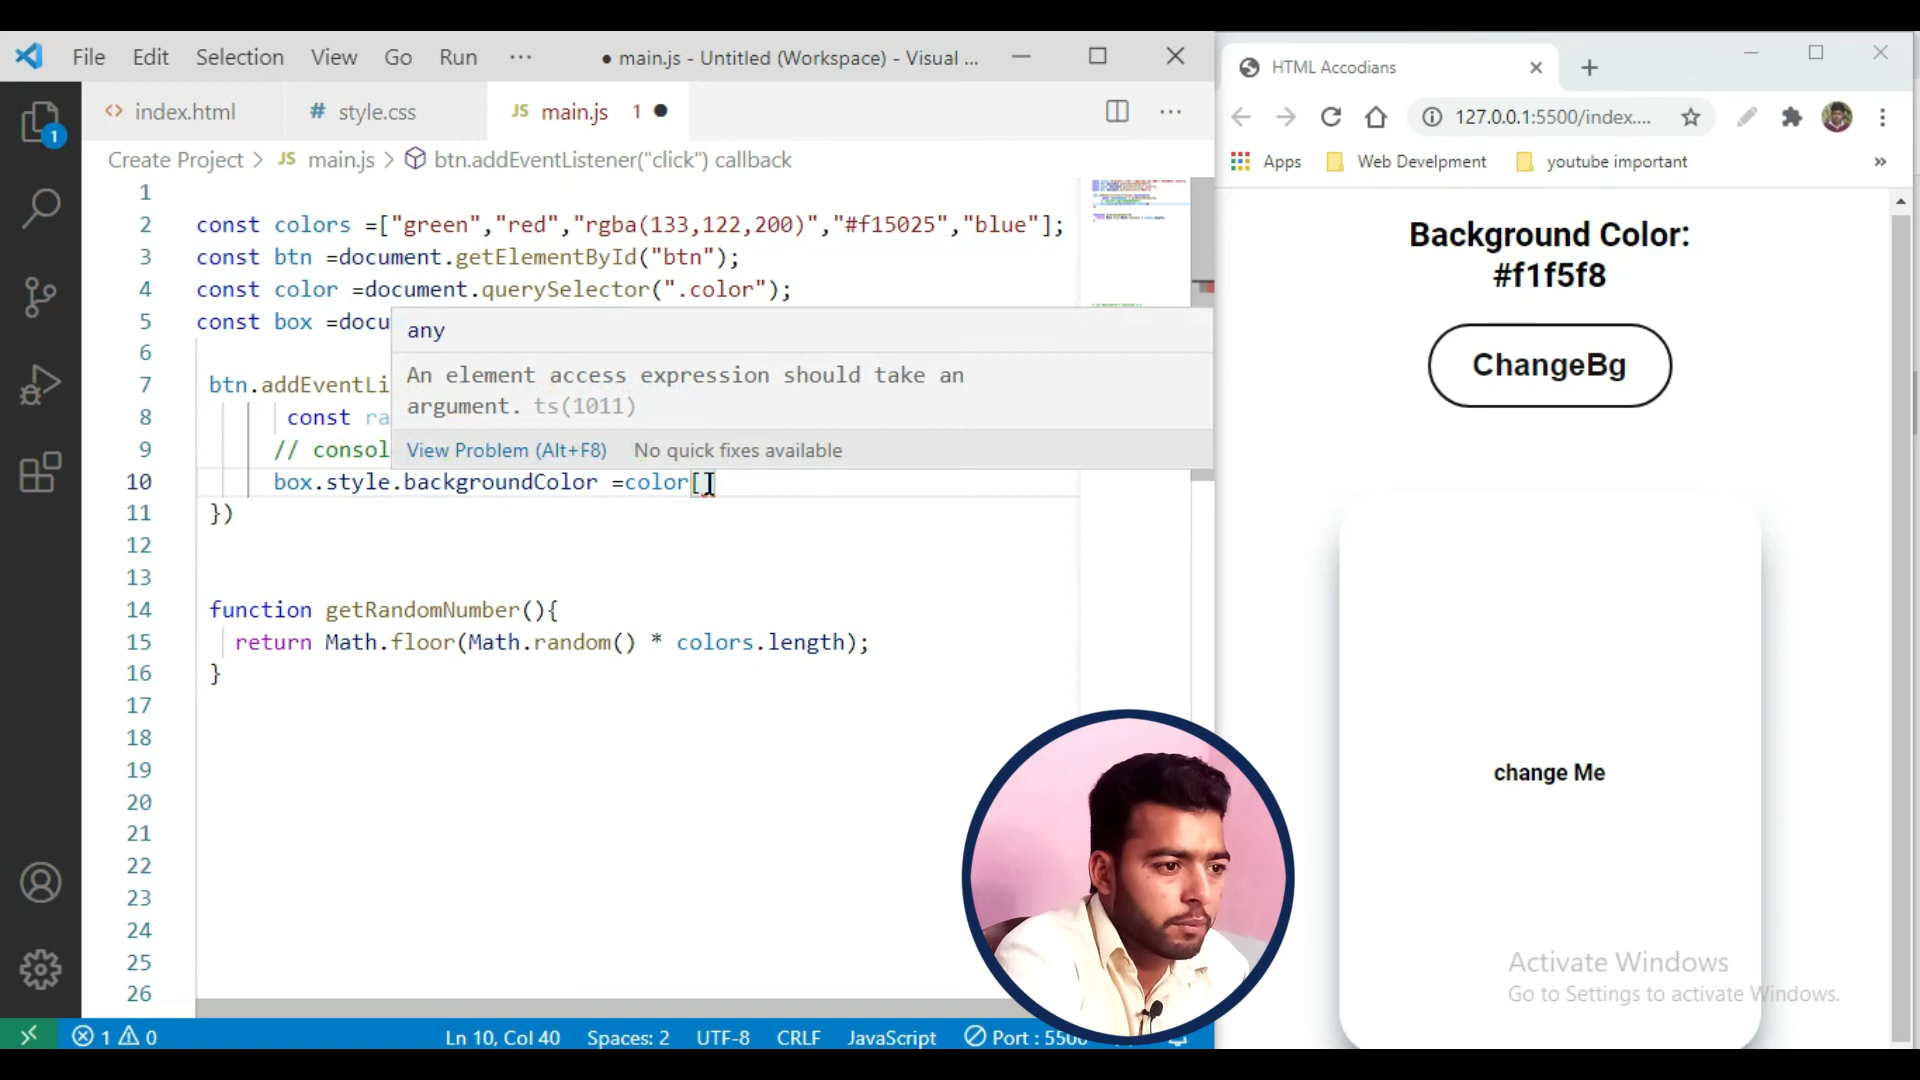 File Edit Selection View Go Run ··· ● main.js - Untitled (Workspace) - Visual ...
index.html # style.css JS main.js 1 ●
Create Project > JS main.js > btn.addEventListener("click") callback
1
2 const colors =["green","red","rgba(133,122,200)","#f15025","blue"];
3 const btn =document.getElementById("btn");
4 const color =document.querySelector(".color");
5 const box =docu
any
An element access expression should take an
argument. ts(1011)
View Problem (Alt+F8) No quick fixes available
6
7 btn.addEventLi
8 const ra
9 // consol
10 box.style.backgroundColor =color[]
11 })
12
13
14 function getRandomNumber(){
15 return Math.floor(Math.random() * colors.length);
16 }
17
18
19
20
21
22
23
24
25
26
1
1 0 Ln 10, Col 40 Spaces: 2 UTF-8 CRLF JavaScript Port : 5500
HTML Accodians
127.0.0.1:5500/index....
Apps Web Develpment youtube important »
Background Color:
#f1f5f8
ChangeBg
change Me
Activate Windows
Go to Settings to activate Windows.